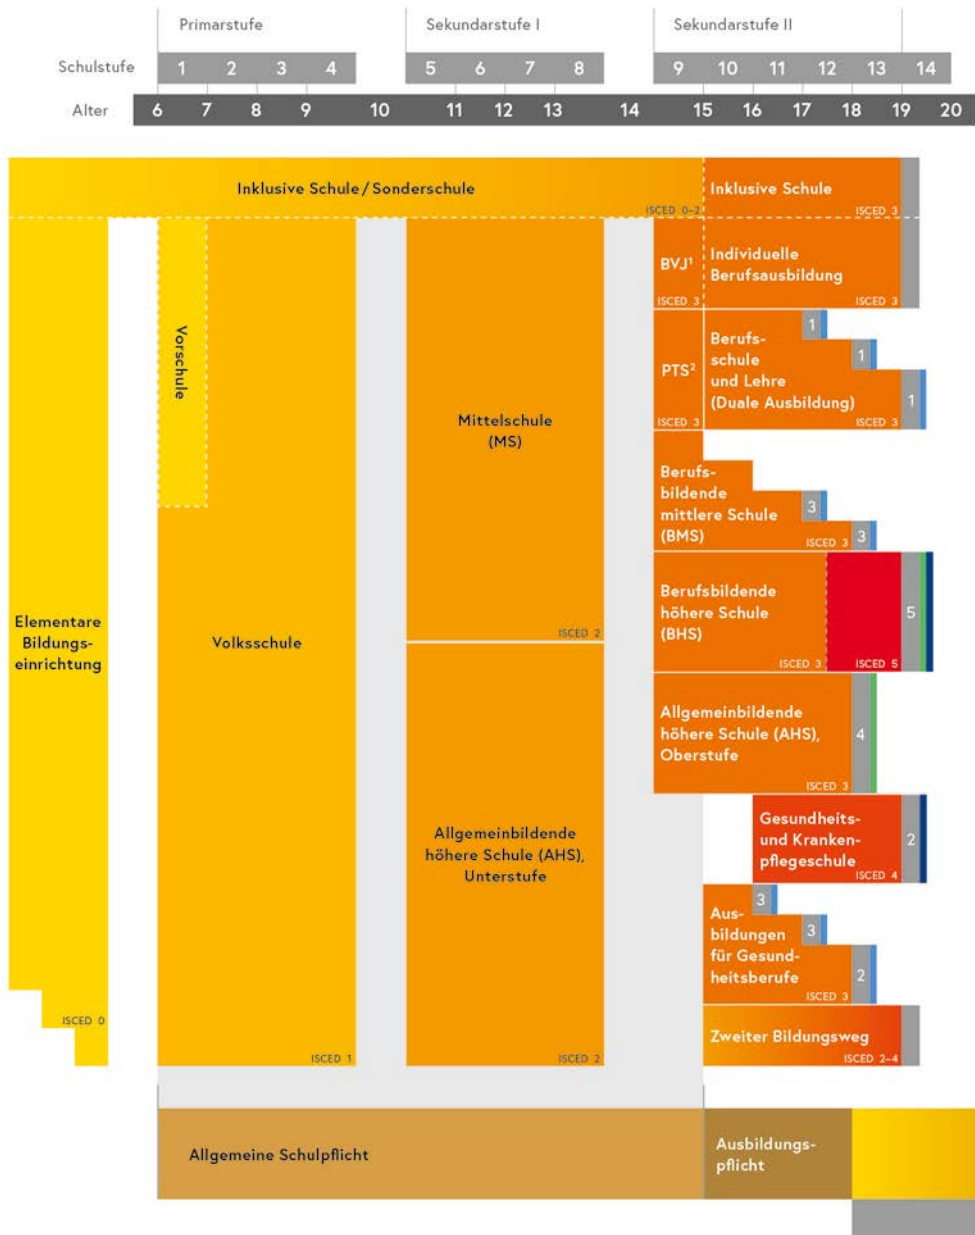 Primarstufe
Sekundarstufe I
Sekundarstufe II
Schulstufe
1 2 3 4 5 6 7 8 9 10 11 12 13 14
Alter
6 7 8 9 10 11 12 13 14 15 16 17 18 19 20
Inklusive Schule/Sonderschule
ISCED 0–2
Inklusive Schule
ISCED 3
BVJ¹
ISCED 3
Individuelle
Berufsausbildung
ISCED 3
Vorschule
PTS²
ISCED 3
Berufs-
schule
und Lehre
(Duale Ausbildung)
ISCED 3
1
1
1
Mittelschule
(MS)
ISCED 2
Berufs-
bildende
mittlere Schule
(BMS)
ISCED 3
3
3
Elementare
Bildungs-
einrichtung
ISCED 0
Volksschule
ISCED 1
Berufsbildende
höhere Schule
(BHS)
ISCED 3
ISCED 5
5
Allgemeinbildende
höhere Schule (AHS),
Oberstufe
ISCED 3
4
Allgemeinbildende
höhere Schule (AHS),
Unterstufe
ISCED 2
Gesundheits-
und Kranken-
pflegeschule
ISCED 4
2
Aus-
bildungen
für Gesund-
heitsberufe
ISCED 3
3
3
2
Zweiter Bildungsweg
ISCED 2–4
Allgemeine Schulpflicht
Ausbildungs-
pflicht